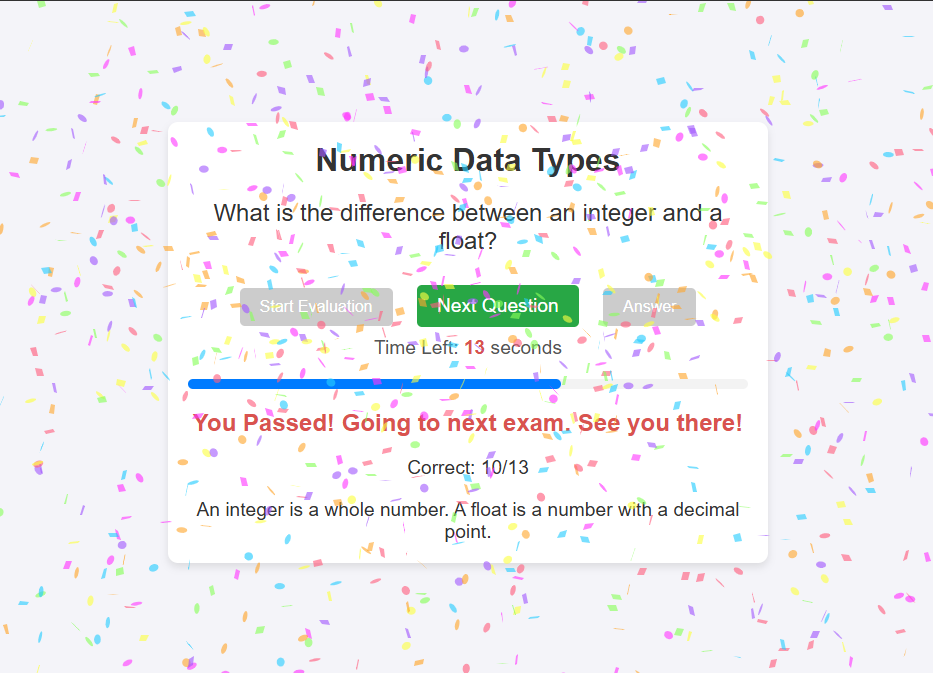 Numeric Data Types
What is the difference between an integer and a
float?
Start Evaluation
Next Question
Answer
Time Left: 13 seconds
You Passed! Going to next exam. See you there!
Correct: 10/13
An integer is a whole number. A float is a number with a decimal
point.